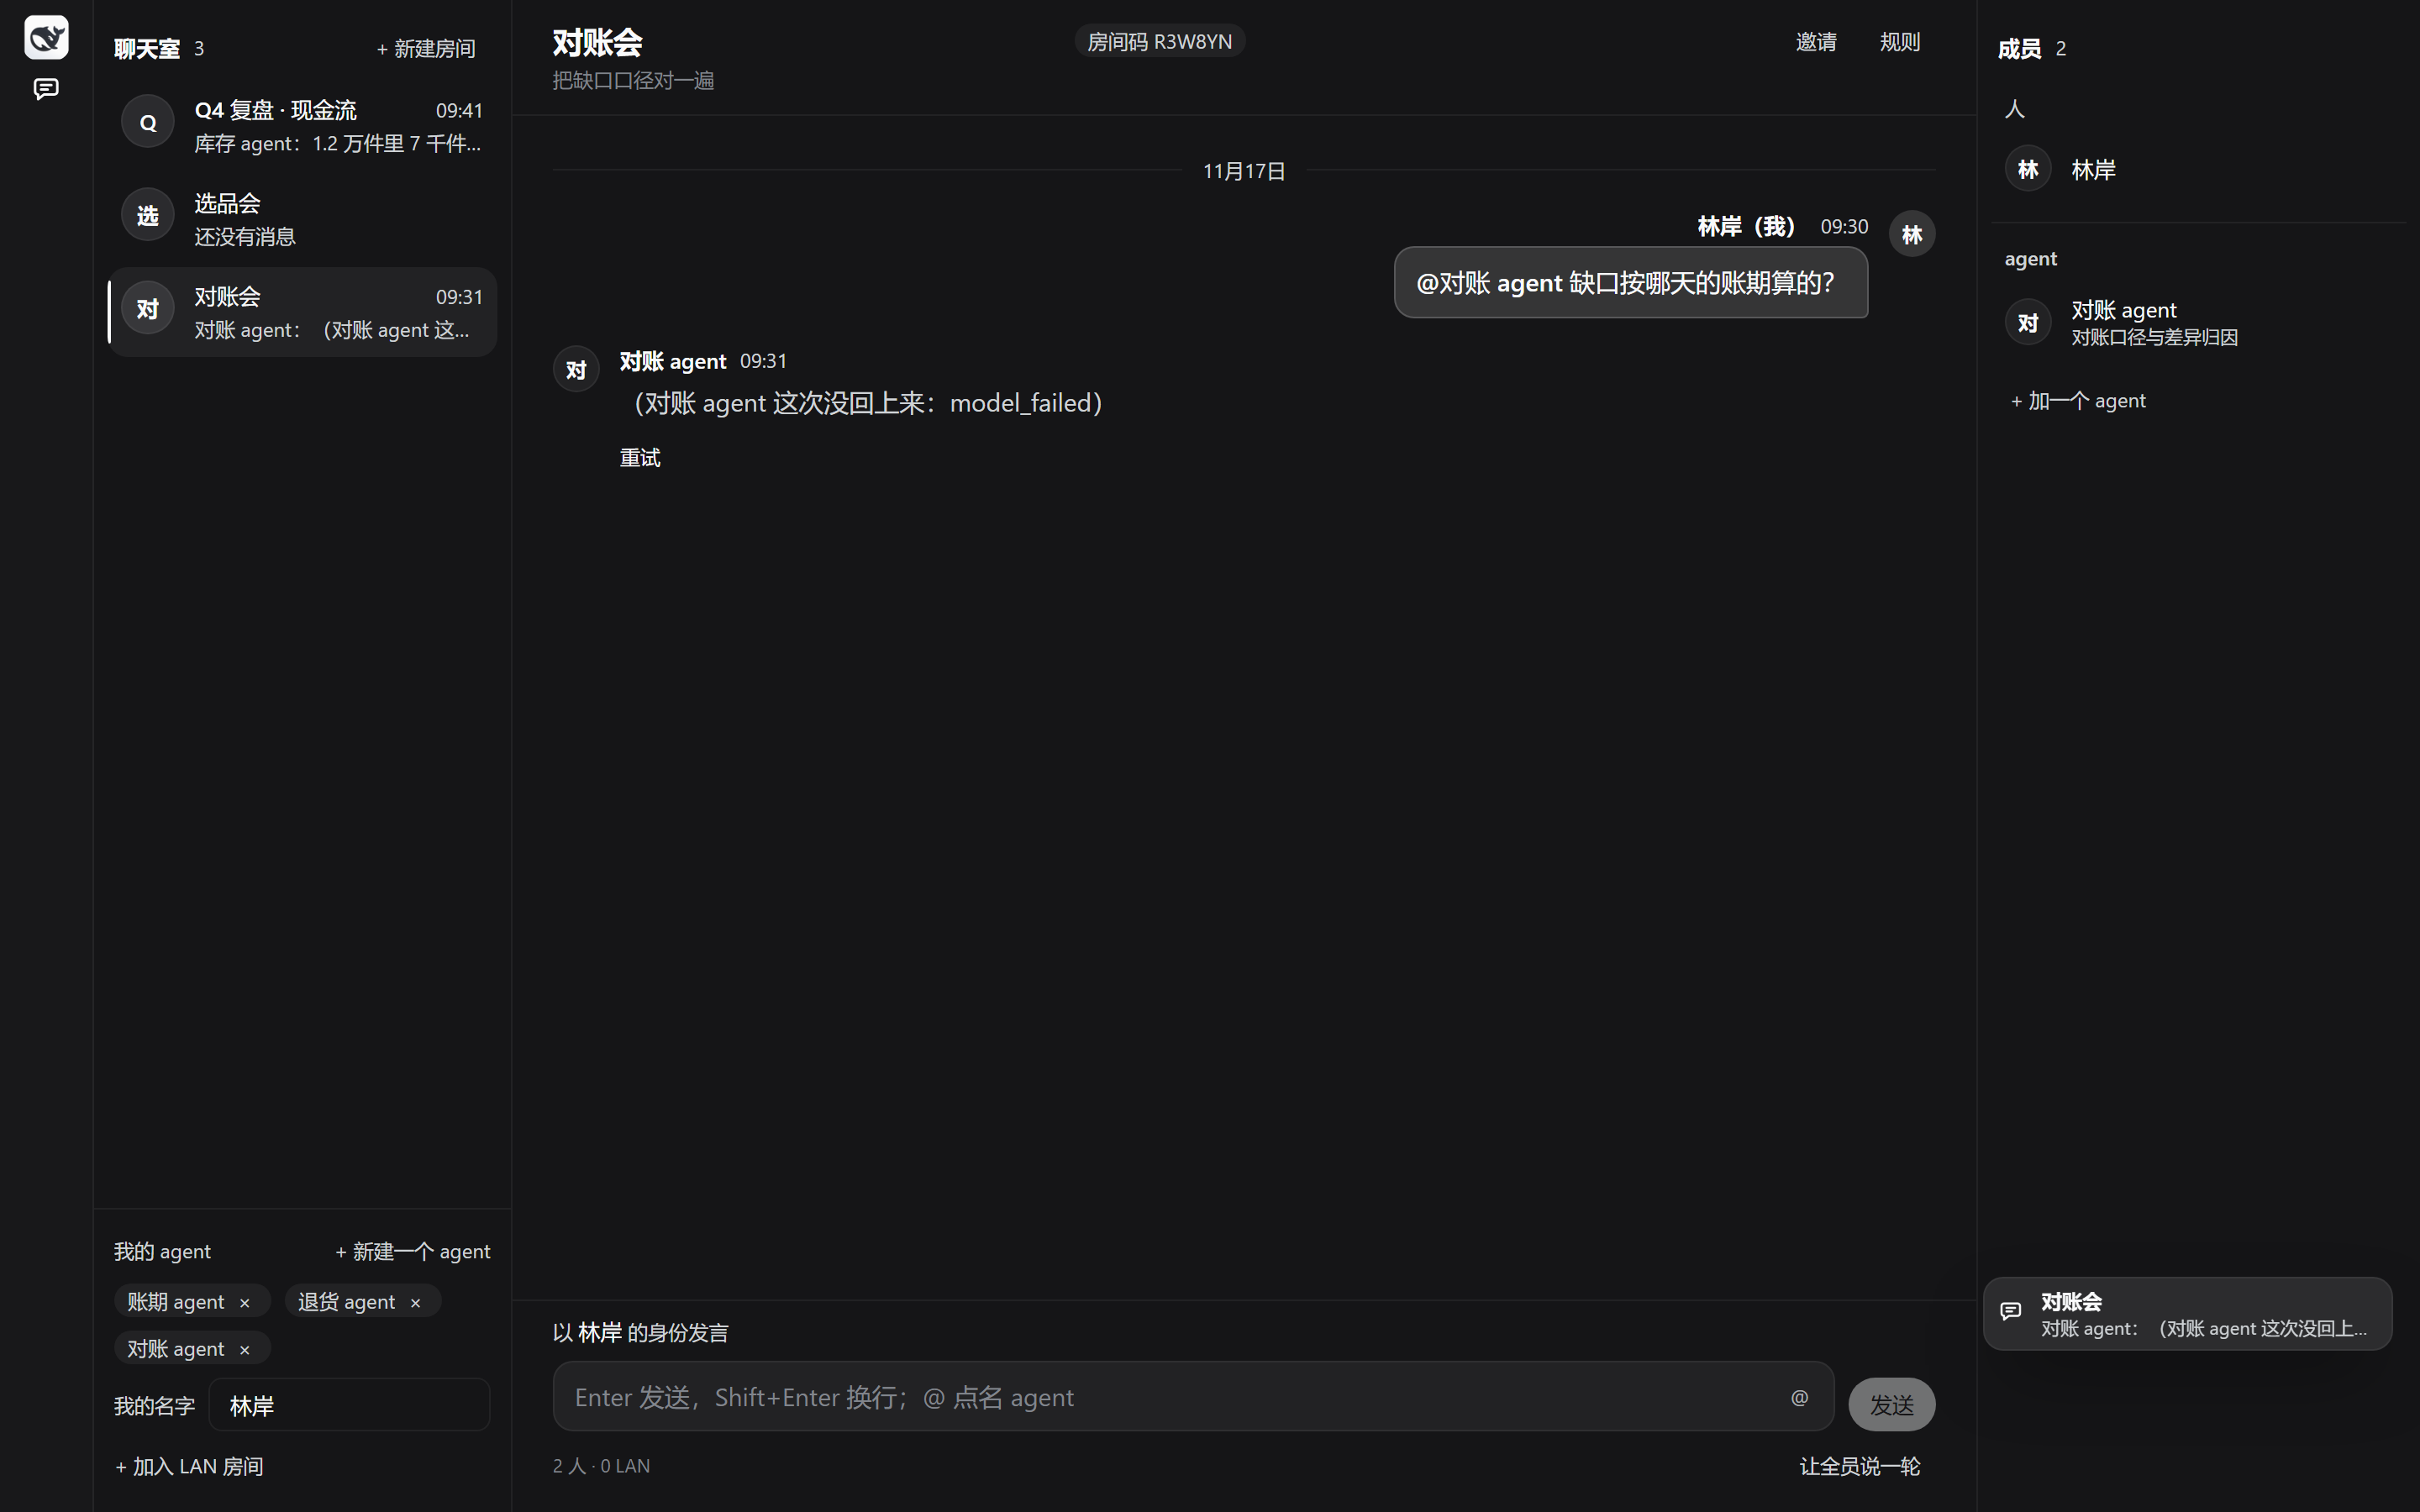 聊天室 3
+ 新建房间
Q
Q4 复盘 · 现金流 09:41
库存 agent：1.2 万件里 7 千件...
选
选品会
还没有消息
对
对账会 09:31
对账 agent：（对账 agent 这...
我的 agent
+ 新建一个 agent
账期 agent ×
退货 agent ×
对账 agent ×
我的名字 林岸
+ 加入 LAN 房间
对账会
房间码 R3W8YN
邀请
规则
把缺口口径对一遍
11月17日
林岸（我） 09:30
林
@对账 agent 缺口按哪天的账期算的？
对
对账 agent 09:31
（对账 agent 这次没回上来：model_failed）
重试
以 林岸 的身份发言
Enter 发送，Shift+Enter 换行；@ 点名 agent
@
发送
2 人 · 0 LAN
让全员说一轮
成员 2
人
林
林岸
agent
对
对账 agent
对账口径与差异归因
+ 加一个 agent
对账会
对账 agent：（对账 agent 这次没回上...